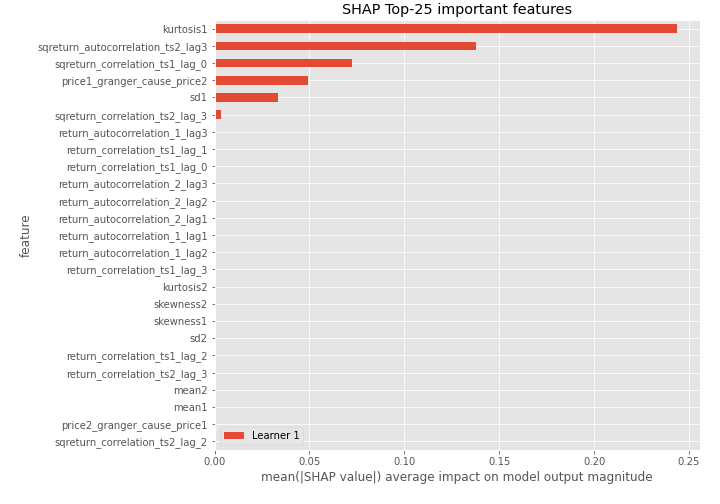 SHAP Top-25 important features
kurtosis1
sqreturn_autocorrelation_ts2_lag3
sqreturn_correlation_ts1_lag_0
price1_granger_cause_price2
sd1
sqreturn_correlation_ts2_lag_3
return_autocorrelation_1_lag3
return_correlation_ts1_lag_1
return_correlation_ts1_lag_0
return_autocorrelation_2_lag3
return_autocorrelation_2_lag2
return_autocorrelation_2_lag1
return_autocorrelation_1_lag1
return_autocorrelation_1_lag2
return_correlation_ts1_lag_3
kurtosis2
skewness2
skewness1
sd2
return_correlation_ts1_lag_2
return_correlation_ts2_lag_3
mean2
mean1
price2_granger_cause_price1
sqreturn_correlation_ts2_lag_2
feature
Learner 1
0.00 0.05 0.10 0.15 0.20 0.25
mean(|SHAP value|) average impact on model output magnitude